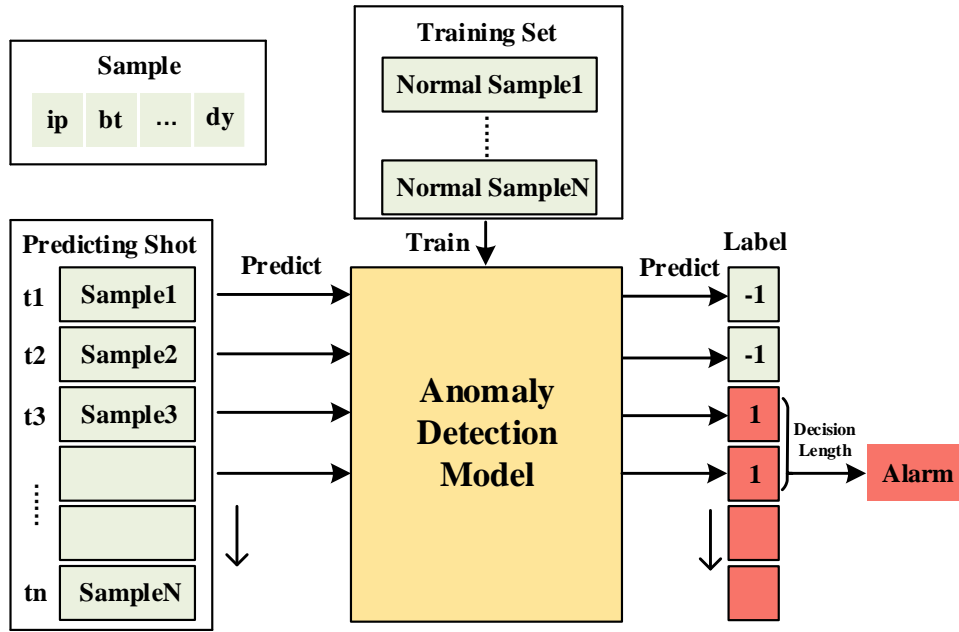 Sample
ip bt ... dy
Training Set
Normal Sample1
Normal SampleN
Train
Predicting Shot
t1 Sample1
t2 Sample2
t3 Sample3
tn SampleN
Predict
Anomaly
Detection
Model
Predict
Label
-1
-1
1
1
Decision
Length
Alarm